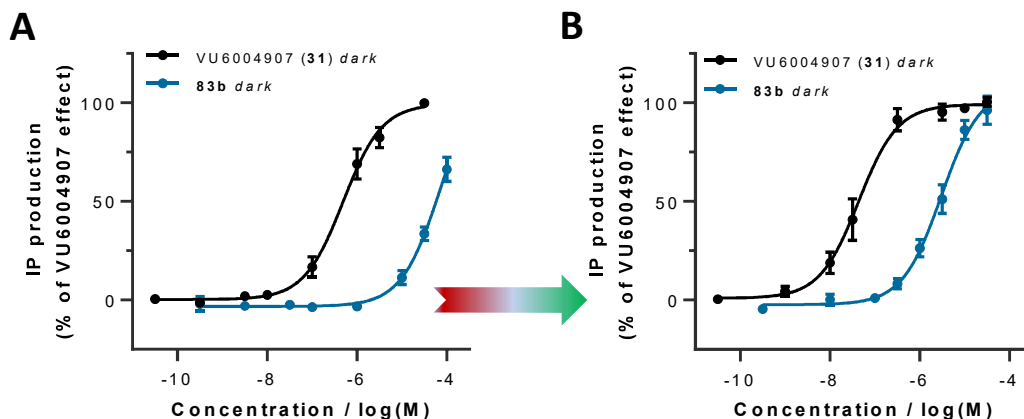 A
VU6004907 (31) dark
83b dark
IP production
(% of VU6004907 effect)
100
50
0
-10
-8
-6
-4
Concentration / log(M)
B
VU6004907 (31) dark
83b dark
IP production
(% of VU6004907 effect)
100
50
0
-10
-8
-6
-4
Concentration / log(M)